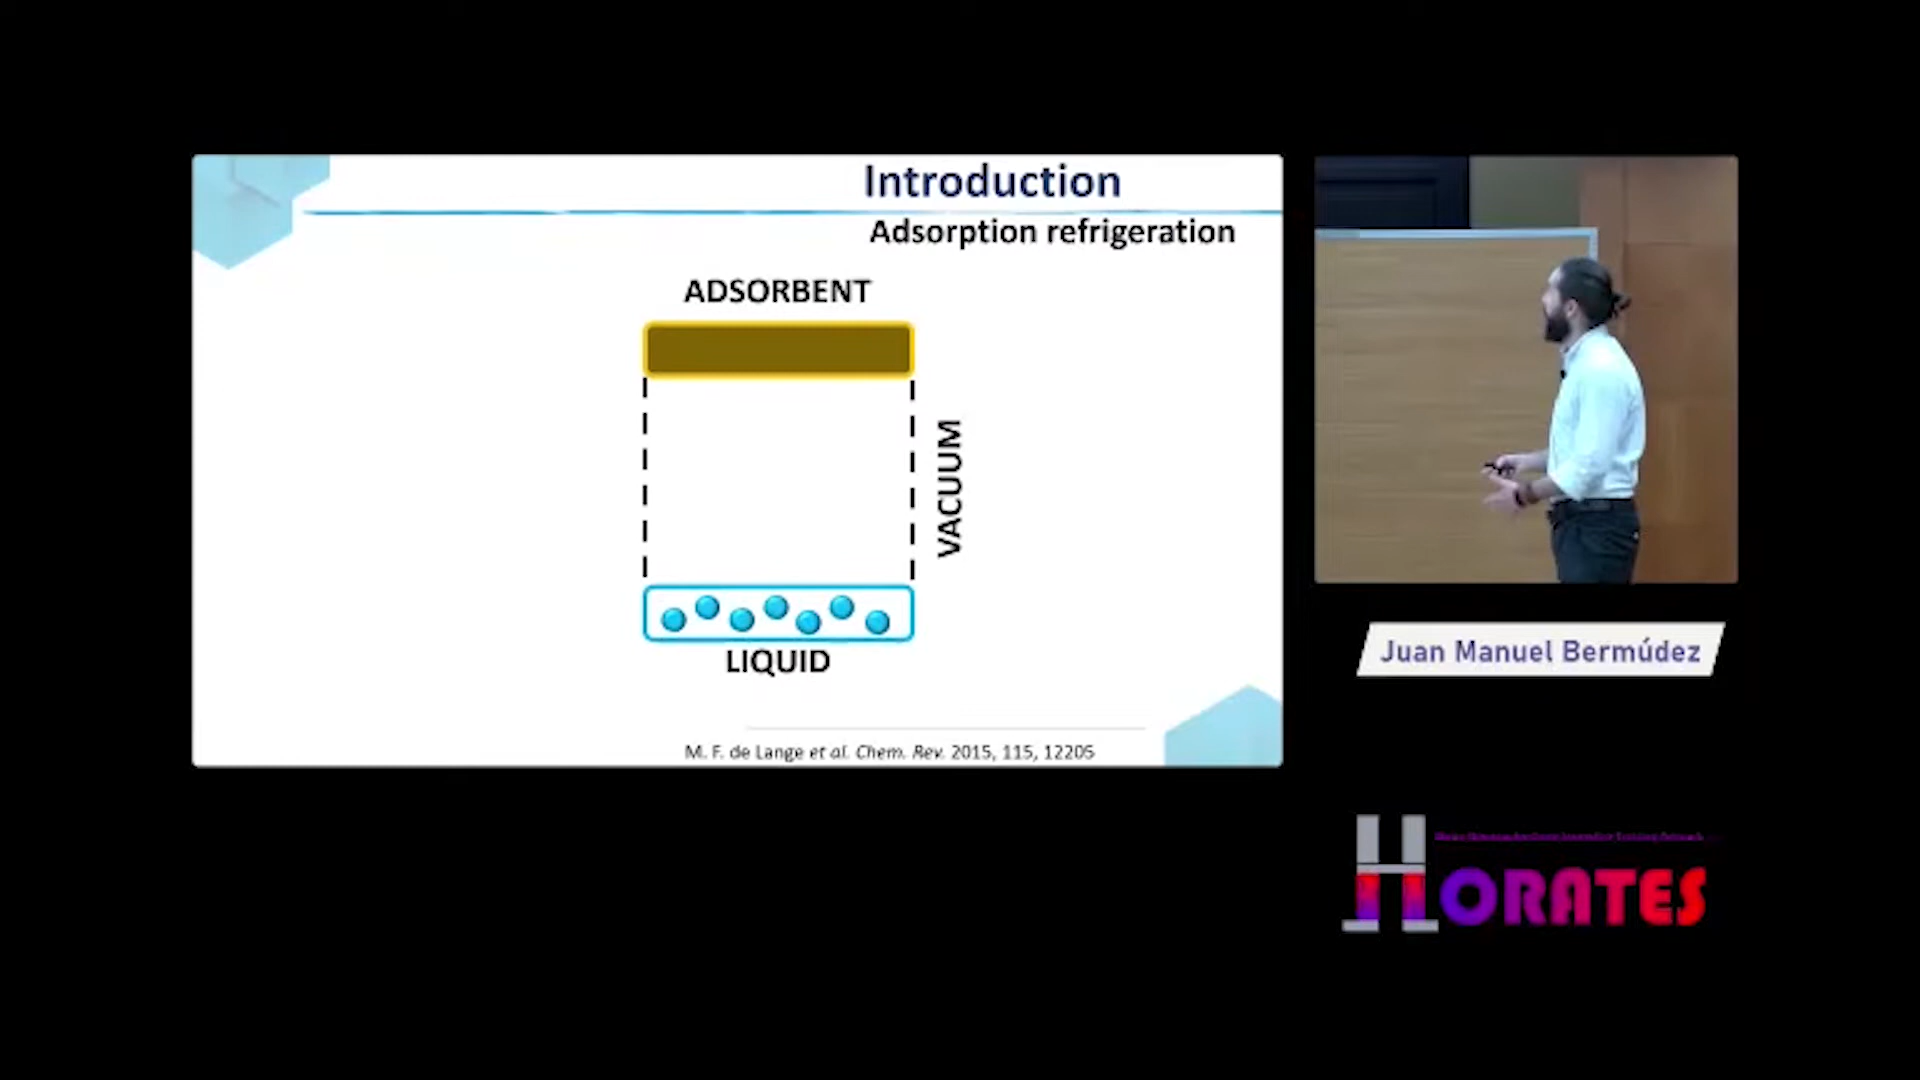 Introduction
Adsorption refrigeration
ADSORBENT
VACUUM
LIQUID
M. F. de Lange et al. Chem. Rev. 2015, 115, 12205
Juan Manuel Bermúdez
HORATES